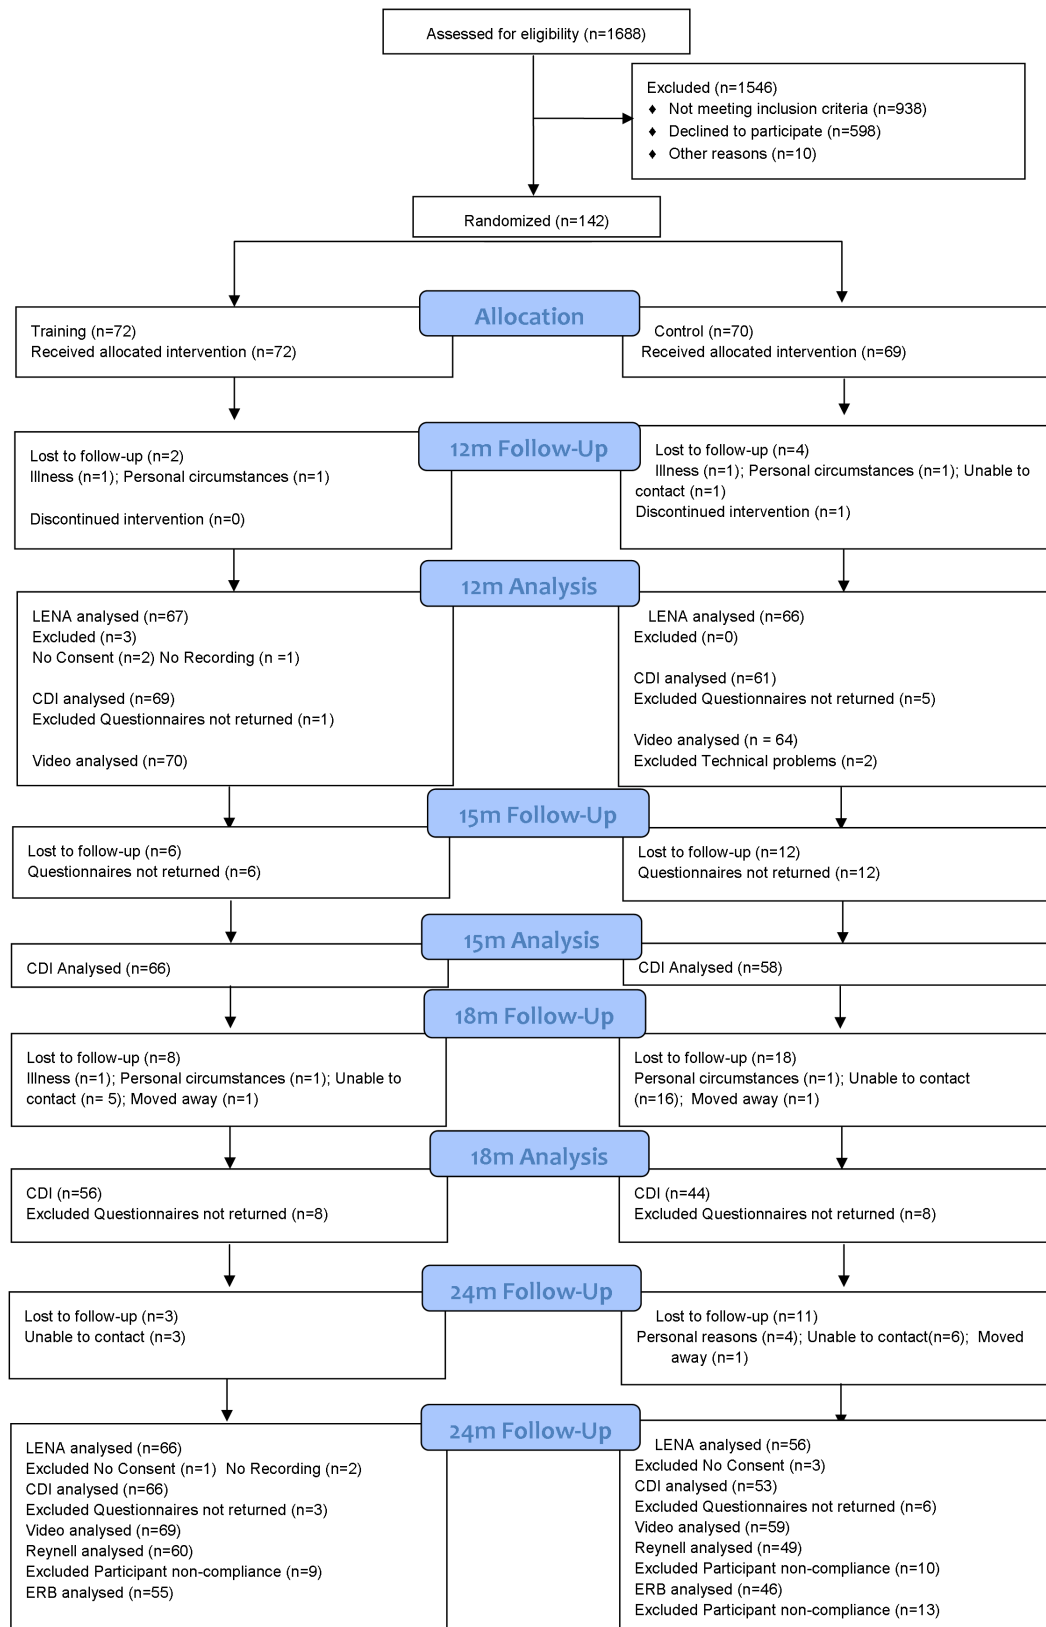 Assessed for eligibility (n=1688)
Excluded (n=1546)
♦ Not meeting inclusion criteria (n=938)
♦ Declined to participate (n=598)
♦ Other reasons (n=10)
Randomized (n=142)
Allocation
Training (n=72)
Received allocated intervention (n=72)
Control (n=70)
Received allocated intervention (n=69)
12m Follow-Up
Lost to follow-up (n=2)
Illness (n=1); Personal circumstances (n=1)
Discontinued intervention (n=0)
Lost to follow-up (n=4)
Illness (n=1); Personal circumstances (n=1); Unable to
contact (n=1)
Discontinued intervention (n=1)
12m Analysis
LENA analysed (n=67)
Excluded (n=3)
No Consent (n=2) No Recording (n =1)
CDI analysed (n=69)
Excluded Questionnaires not returned (n=1)
Video analysed (n=70)
LENA analysed (n=66)
Excluded (n=0)
CDI analysed (n=61)
Excluded Questionnaires not returned (n=5)
Video analysed (n = 64)
Excluded Technical problems (n=2)
15m Follow-Up
Lost to follow-up (n=6)
Questionnaires not returned (n=6)
Lost to follow-up (n=12)
Questionnaires not returned (n=12)
15m Analysis
CDI Analysed (n=66)
CDI Analysed (n=58)
18m Follow-Up
Lost to follow-up (n=8)
Illness (n=1); Personal circumstances (n=1); Unable to
contact (n= 5); Moved away (n=1)
Lost to follow-up (n=18)
Personal circumstances (n=1); Unable to contact
(n=16); Moved away (n=1)
18m Analysis
CDI (n=56)
Excluded Questionnaires not returned (n=8)
CDI (n=44)
Excluded Questionnaires not returned (n=8)
24m Follow-Up
Lost to follow-up (n=3)
Unable to contact (n=3)
Lost to follow-up (n=11)
Personal reasons (n=4); Unable to contact(n=6); Moved
away (n=1)
24m Follow-Up
LENA analysed (n=66)
Excluded No Consent (n=1) No Recording (n=2)
CDI analysed (n=66)
Excluded Questionnaires not returned (n=3)
Video analysed (n=69)
Reynell analysed (n=60)
Excluded Participant non-compliance (n=9)
ERB analysed (n=55)
LENA analysed (n=56)
Excluded No Consent (n=3)
CDI analysed (n=53)
Excluded Questionnaires not returned (n=6)
Video analysed (n=59)
Reynell analysed (n=49)
Excluded Participant non-compliance (n=10)
ERB analysed (n=46)
Excluded Participant non-compliance (n=13)